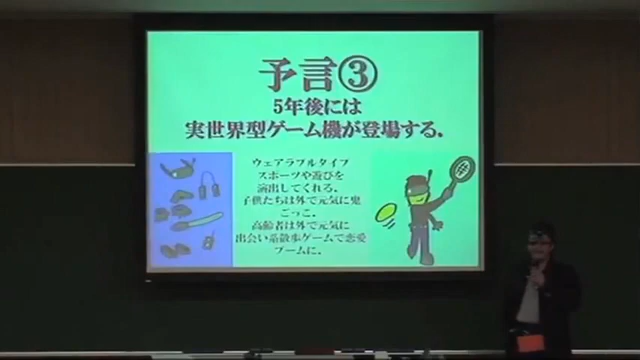 予言③
5年後には
実世界型ゲーム機が登場する.
ウェアラブルタイプ
スポーツや遊びを
演出してくれる.
子供たちは外で元気に鬼
ごっこ.
高齢者は外で元気に
出会い系散歩ゲームで恋愛
ブームに.